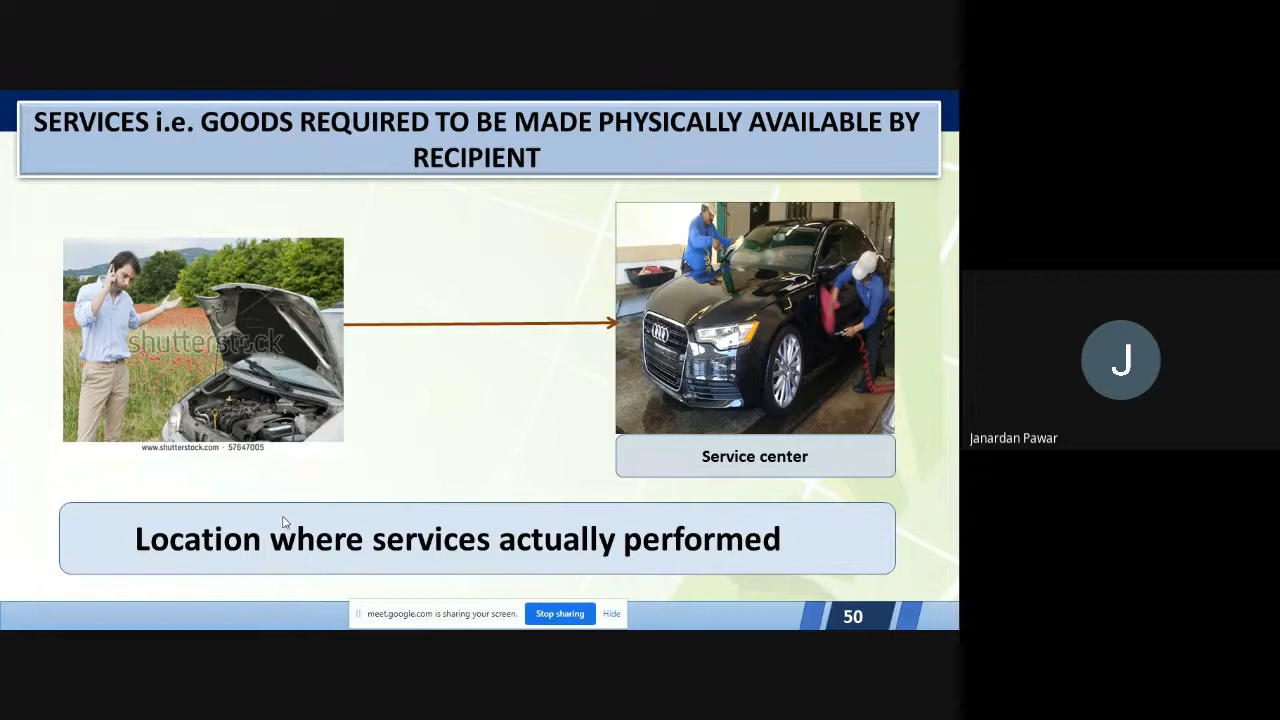 SERVICES i.e. GOODS REQUIRED TO BE MADE PHYSICALLY AVAILABLE BY
RECIPIENT
shutterstock
www.shutterstock.com · 57647005
Service center
Location where services actually performed
meet.google.com is sharing your screen.
Stop sharing
Hide
50
J
Janardan Pawar